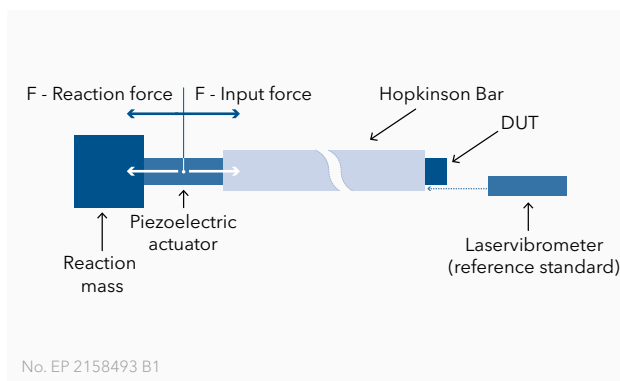 F - Reaction force
F - Input force
Hopkinson Bar
DUT
Piezoelectric
actuator
Reaction
mass
Laservibrometer
(reference standard)
No. EP 2158493 B1